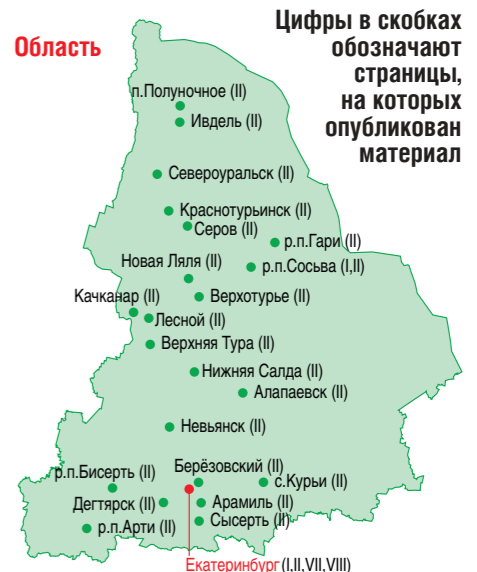 Область
Цифры в скобках
обозначают
страницы,
на которых
опубликован
материал
п.Полуночное (II)
Ивдель (II)
Североуральск (II)
Краснотурьинск (II)
Серов (II)
р.п.Гари (II)
Новая Ляля (II)
р.п.Сосьва (I,II)
Качканар (II)
Верхотурье (II)
Лесной (II)
Верхняя Тура (II)
Нижняя Салда (II)
Алапаевск (II)
Невьянск (II)
р.п.Бисерть (II)
Берёзовский (II)
с.Курьи (II)
Дегтярск (II)
Арамиль (II)
р.п.Арти (II)
Сысерть (II)
Екатеринбург (I,II,VII,VIII)